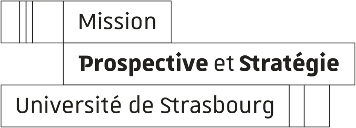 Mission
Prospective et Stratégie
Université de Strasbourg